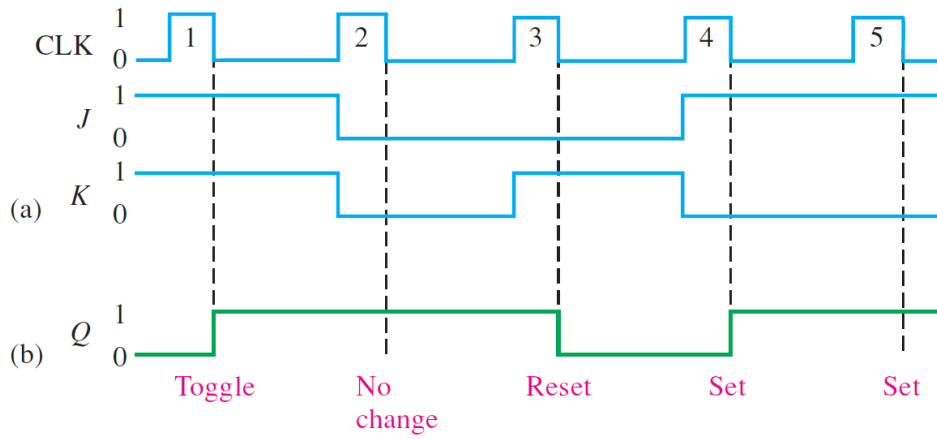 1
CLK 1 2 3 4 5
0
1
J
0
1
K
(a) 0
1
Q
(b) 0
Toggle No Reset Set Set
change